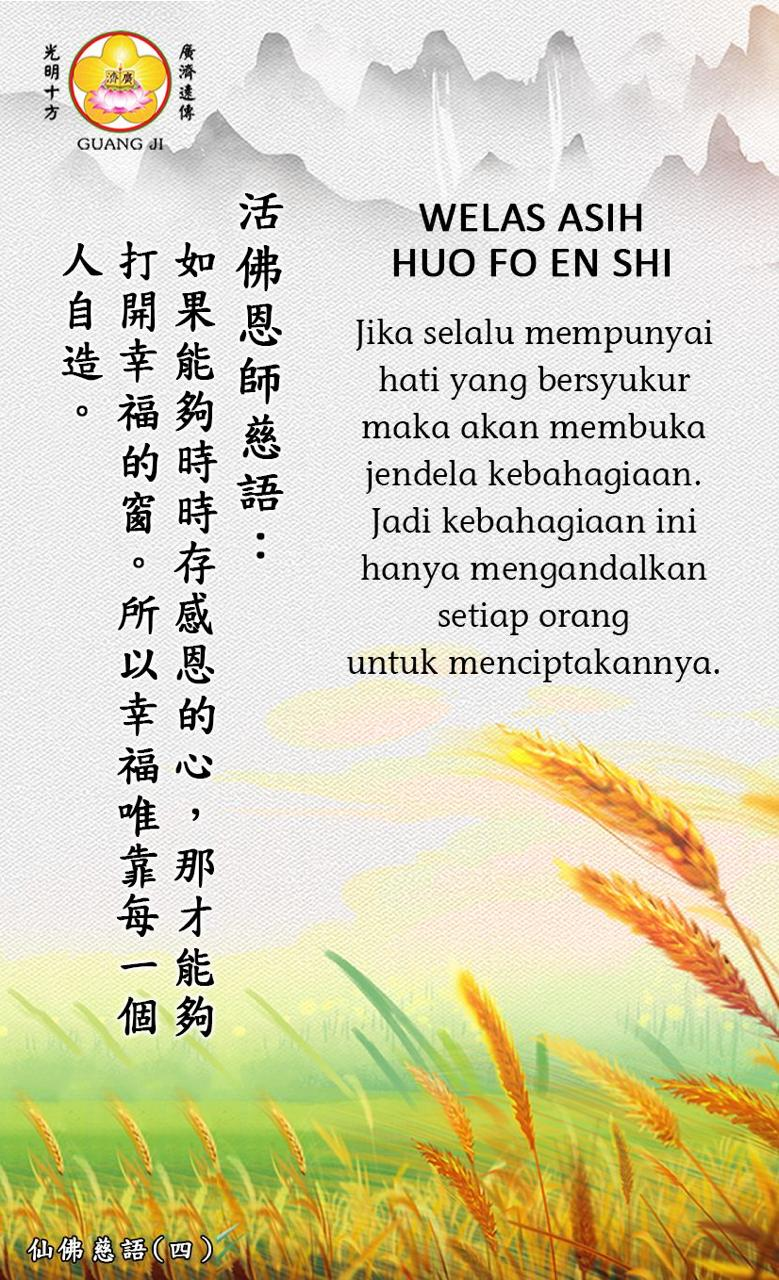 光明十方
廣濟
廣濟遠傳
GUANG JI
活佛恩師慈語：
如果能夠時時存感恩的心，那才能夠
打開幸福的窗。所以幸福唯靠每一個
人自造。
WELAS ASIH
HUO FO EN SHI
Jika selalu mempunyai
hati yang bersyukur
maka akan membuka
jendela kebahagiaan.
Jadi kebahagiaan ini
hanya mengandalkan
setiap orang
untuk menciptakannya.
仙佛慈語(四)